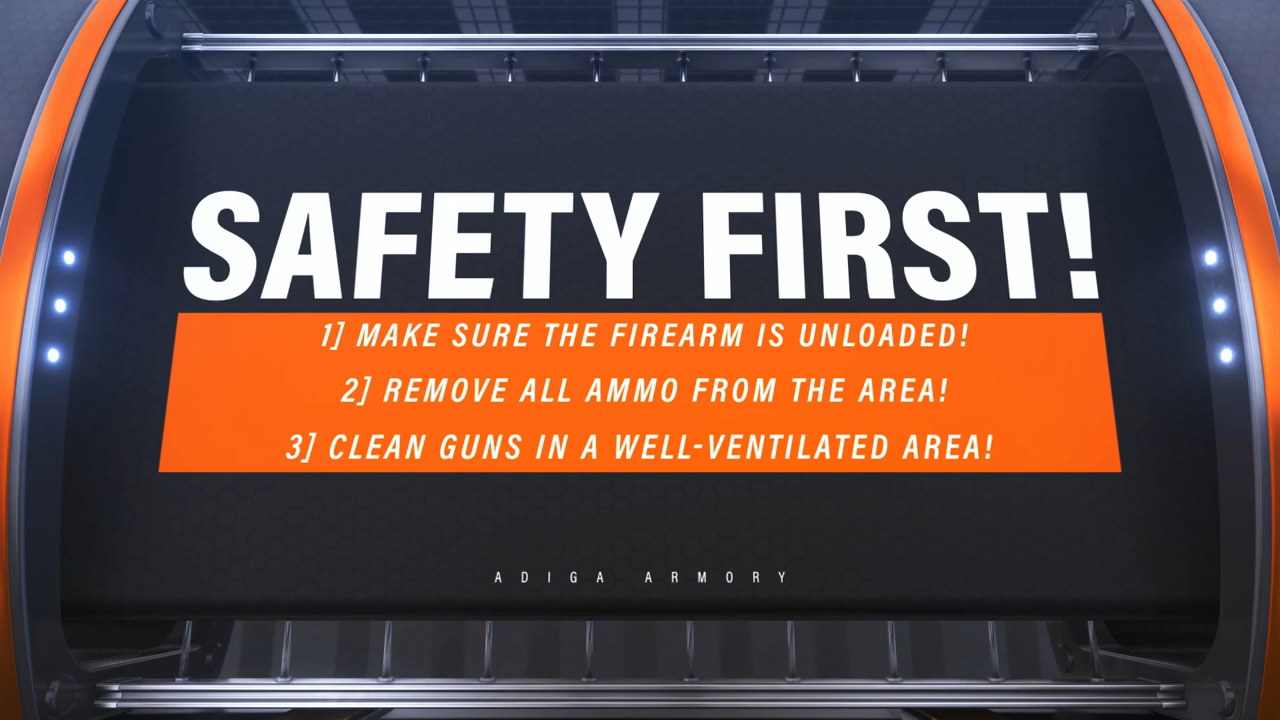 SAFETY FIRST!
1] MAKE SURE THE FIREARM IS UNLOADED!
2] REMOVE ALL AMMO FROM THE AREA!
3] CLEAN GUNS IN A WELL-VENTILATED AREA!
ADIGA ARMORY